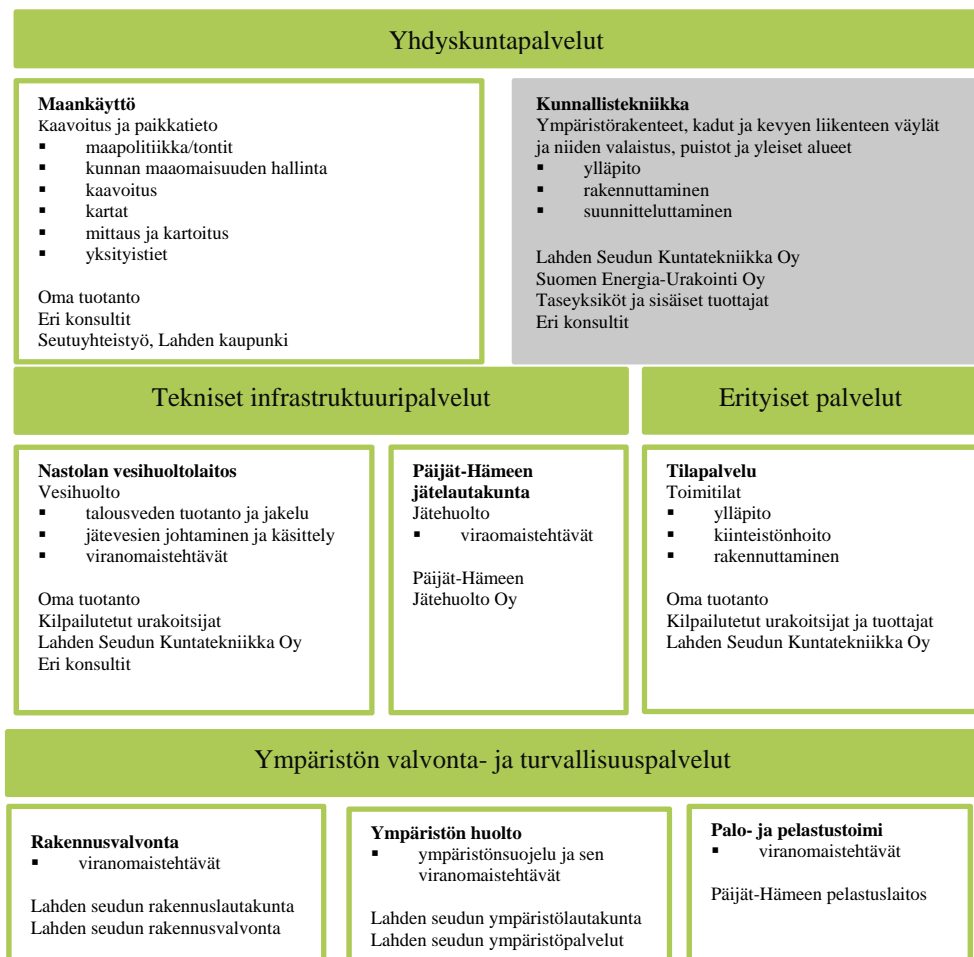 Yhdyskuntapalvelut
Maankäyttö
Kaavoitus ja paikkatieto
▪ maapolitiikka/tontit
▪ kunnan maaomaisuuden hallinta
▪ kaavoitus
▪ kartat
▪ mittaus ja kartoitus
▪ yksityistiet
Oma tuotanto
Eri konsultit
Seutuyhteistyö, Lahden kaupunki
Kunnallistekniikka
Ympäristörakenteet, kadut ja kevyen liikenteen väylät
ja niiden valaistus, puistot ja yleiset alueet
▪ ylläpito
▪ rakennuttaminen
▪ suunnitteluttaminen
Lahden Seudun Kuntatekniikka Oy
Suomen Energia-Urakointi Oy
Taseyksiköt ja sisäiset tuottajat
Eri konsultit
Tekniset infrastruktuuripalvelut
Erityiset palvelut
Nastolan vesihuoltolaitos
Vesihuolto
▪ talousveden tuotanto ja jakelu
▪ jätevesien johtaminen ja käsittely
▪ viranomaistehtävät
Oma tuotanto
Kilpailutetut urakoitsijat
Lahden Seudun Kuntatekniikka Oy
Eri konsultit
Päijät-Hämeen
jätelautakunta
Jätehuolto
▪ viraomaistehtävät
Päijät-Hämeen
Jätehuolto Oy
Tilapalvelu
Toimitilat
▪ ylläpito
▪ kiinteistönhoito
▪ rakennuttaminen
Oma tuotanto
Kilpailutetut urakoitsijat ja tuottajat
Lahden Seudun Kuntatekniikka Oy
Ympäristön valvonta- ja turvallisuuspalvelut
Rakennusvalvonta
▪ viranomaistehtävät
Lahden seudun rakennuslautakunta
Lahden seudun rakennusvalvonta
Ympäristön huolto
▪ ympäristönsuojelu ja sen
viranomaistehtävät
Lahden seudun ympäristölautakunta
Lahden seudun ympäristöpalvelut
Palo- ja pelastustoimi
▪ viranomaistehtävät
Päijät-Hämeen pelastuslaitos